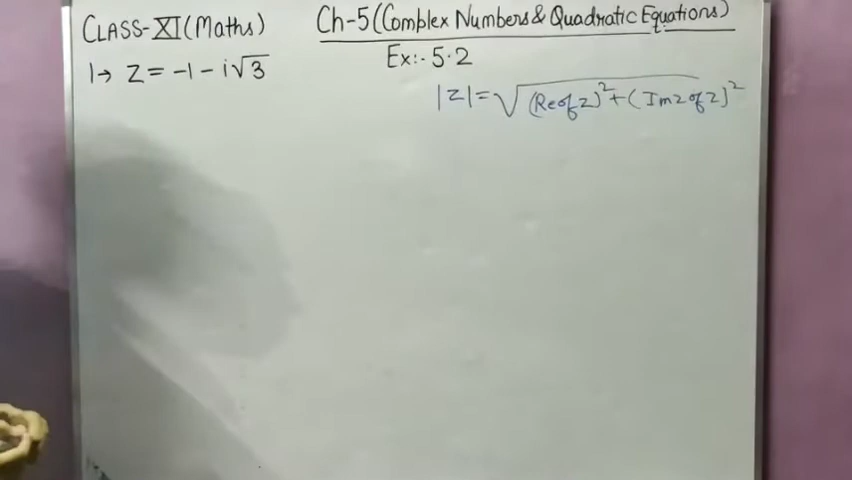 CLASS-XI (Maths)
Ch-5 (Complex Numbers & Quadratic Equations)
Ex:- 5.2
1→ Z = -1 - i√3
|Z| = √(Re of Z)² + (Imz of Z)²